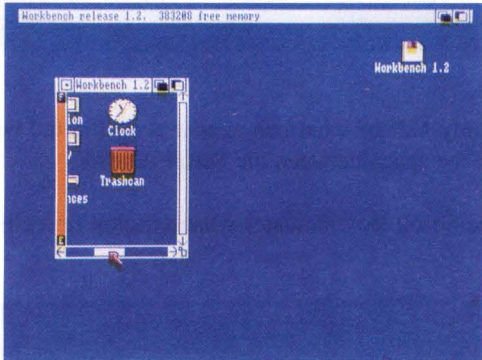 Workbench release 1.2. 383208 free memory
Workbench 1.2
Workbench 1.2
ion
Clock
y
Trashcan
nces
E
F